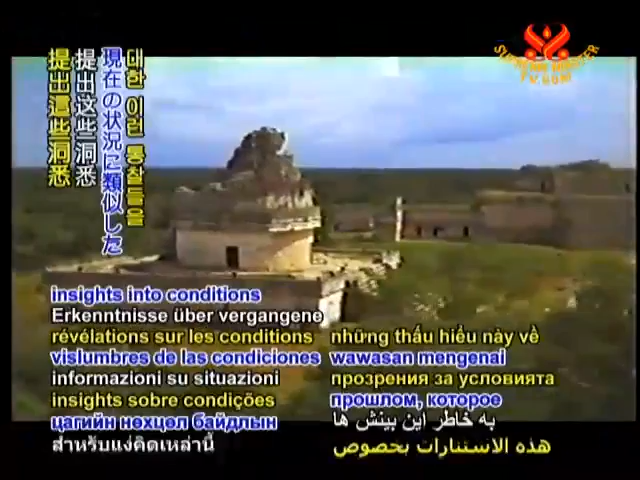 SUPREME MASTER
TV.COM
대한 이런 통찰들을
現在の状況に類似した
提出这些洞悉
提出這些洞悉
insights into conditions
Erkenntnisse über vergangene
révélations sur les conditions
vislumbres de las condiciones
informazioni su situazioni
insights sobre condições
цагийн нөхцөл байдлын
สำหรับแง่คิดเหล่านี้
những thấu hiểu này về
wawasan mengenai
прозрения за условията
прошлом, которое
به خاطر این بینش ها
هذه الاستنارات بخصوص